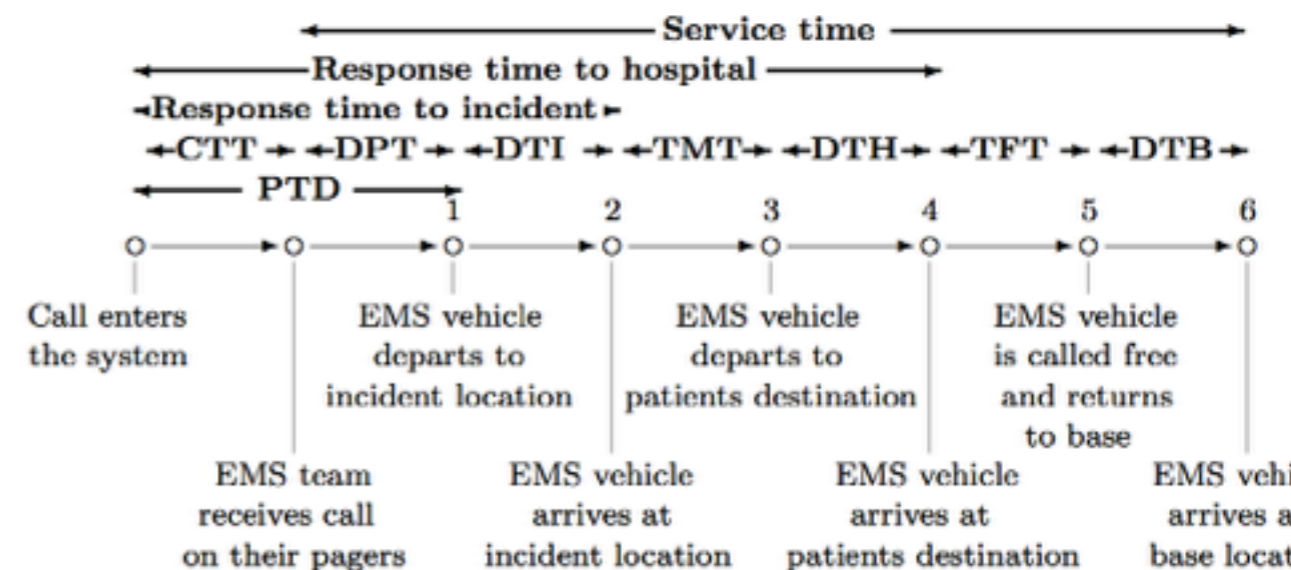 Service time
Response time to hospital
Response time to incident
CTT DPT DTI TMT DTH TFT DTB
PTD
1 2 3 4 5 6
Call enters
the system
EMS team
receives call
on their pagers
EMS vehicle
departs to
incident location
EMS vehicle
arrives at
incident location
EMS vehicle
departs to
patients destination
EMS vehicle
arrives at
patients destination
EMS vehicle
is called free
and returns
to base
EMS
arrives
base